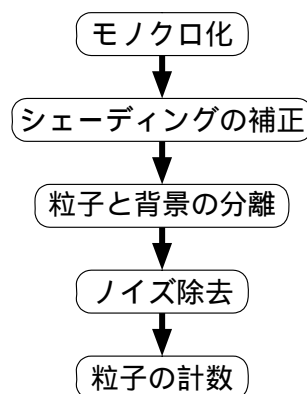 モノクロ化
シェーディングの補正
粒子と背景の分離
ノイズ除去
粒子の計数